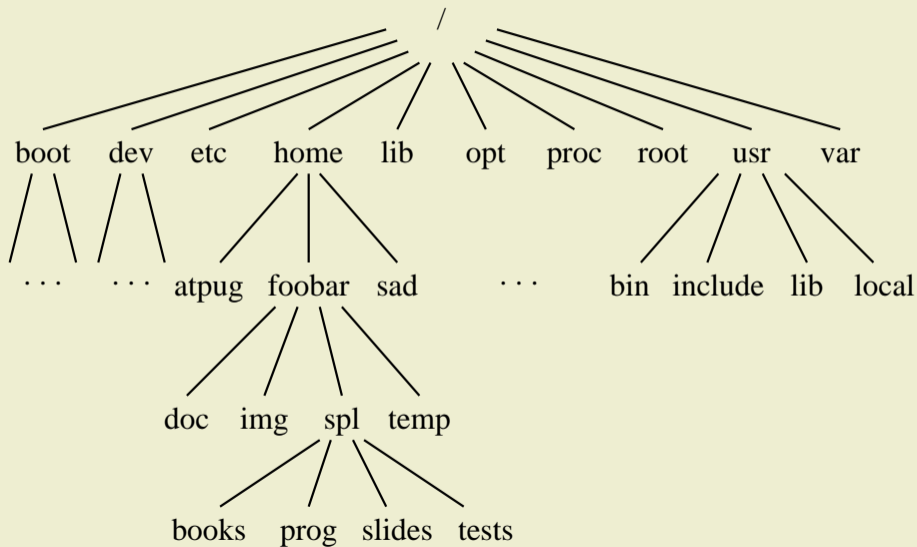 /
boot dev etc home lib opt proc root usr var
· · · · · · atpug foobar sad · · · bin include lib local
doc img spl temp
books prog slides tests